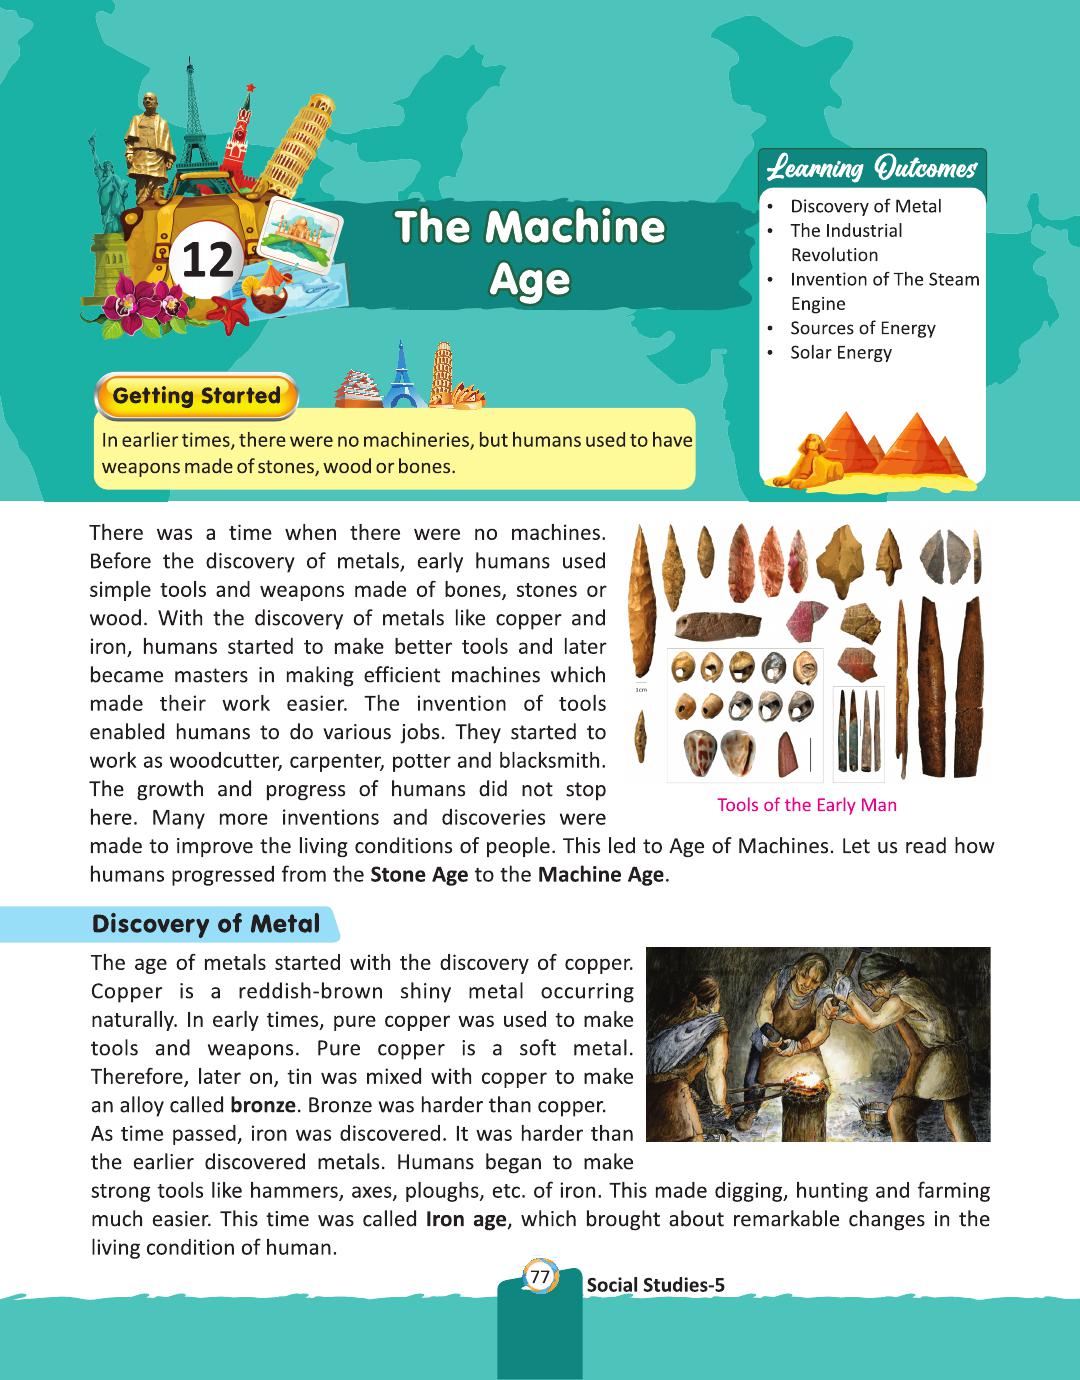 12
The Machine
Age
Learning Outcomes
• Discovery of Metal
• The Industrial
Revolution
• Invention of The Steam
Engine
• Sources of Energy
• Solar Energy
Getting Started
In earlier times, there were no machineries, but humans used to have
weapons made of stones, wood or bones.
There was a time when there were no machines.
Before the discovery of metals, early humans used
simple tools and weapons made of bones, stones or
wood. With the discovery of metals like copper and
iron, humans started to make better tools and later
became masters in making efficient machines which
made their work easier. The invention of tools
enabled humans to do various jobs. They started to
work as woodcutter, carpenter, potter and blacksmith.
The growth and progress of humans did not stop
here. Many more inventions and discoveries were
made to improve the living conditions of people. This led to Age of Machines. Let us read how
humans progressed from the Stone Age to the Machine Age.
1cm
Tools of the Early Man
Discovery of Metal
The age of metals started with the discovery of copper.
Copper is a reddish-brown shiny metal occurring
naturally. In early times, pure copper was used to make
tools and weapons. Pure copper is a soft metal.
Therefore, later on, tin was mixed with copper to make
an alloy called bronze. Bronze was harder than copper.
As time passed, iron was discovered. It was harder than
the earlier discovered metals. Humans began to make
strong tools like hammers, axes, ploughs, etc. of iron. This made digging, hunting and farming
much easier. This time was called Iron age, which brought about remarkable changes in the
living condition of human.
77
Social Studies-5